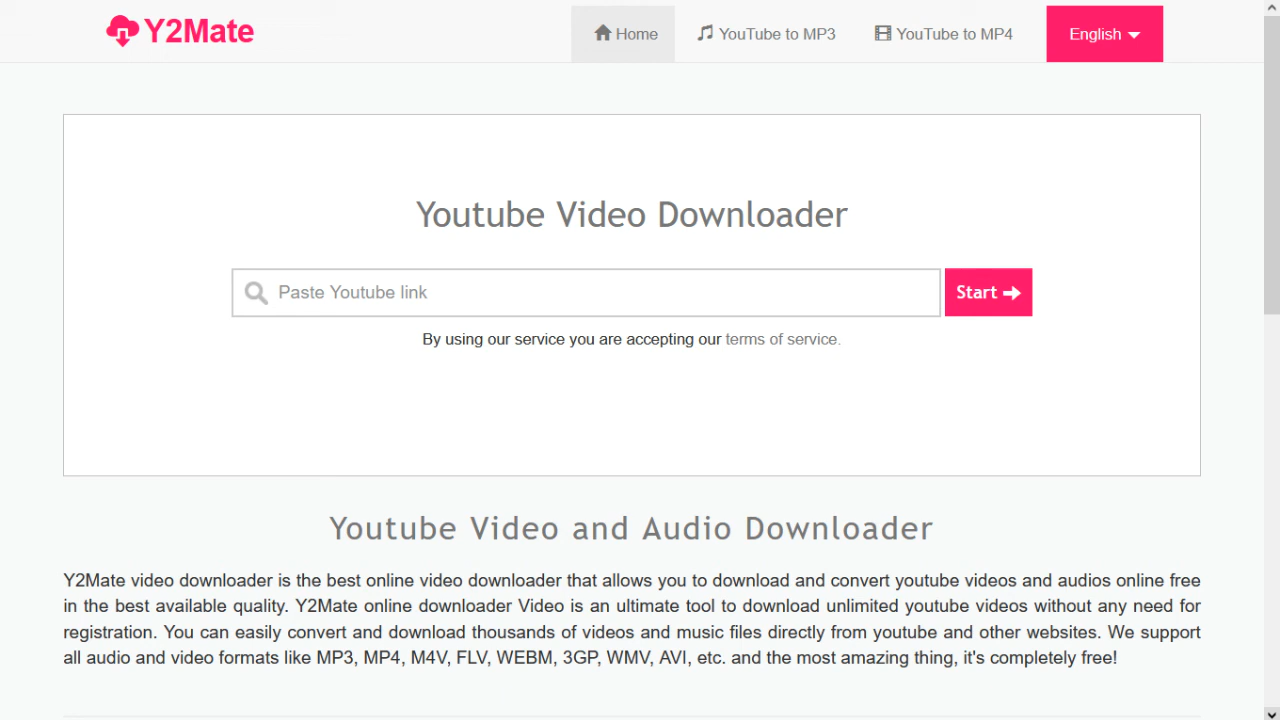 Y2Mate
Home
YouTube to MP3
YouTube to MP4
English
Youtube Video Downloader
Paste Youtube link
Start
By using our service you are accepting our terms of service.
Youtube Video and Audio Downloader
Y2Mate video downloader is the best online video downloader that allows you to download and convert youtube videos and audios online free
in the best available quality. Y2Mate online downloader Video is an ultimate tool to download unlimited youtube videos without any need for
registration. You can easily convert and download thousands of videos and music files directly from youtube and other websites. We support
all audio and video formats like MP3, MP4, M4V, FLV, WEBM, 3GP, WMV, AVI, etc. and the most amazing thing, it's completely free!